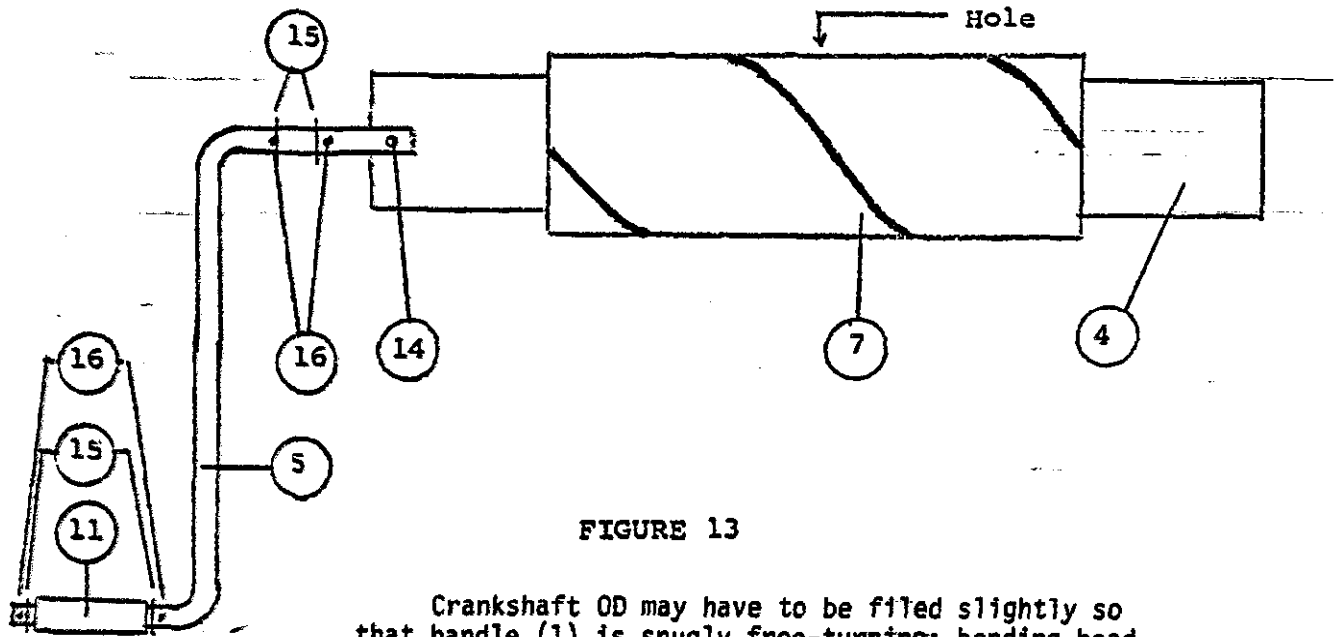 Hole
15
16
14
7
4
16
15
5
11
FIGURE 13
Crankshaft OD may have to be filed slightly so
that handle (1) is snugly free-turning; bending head